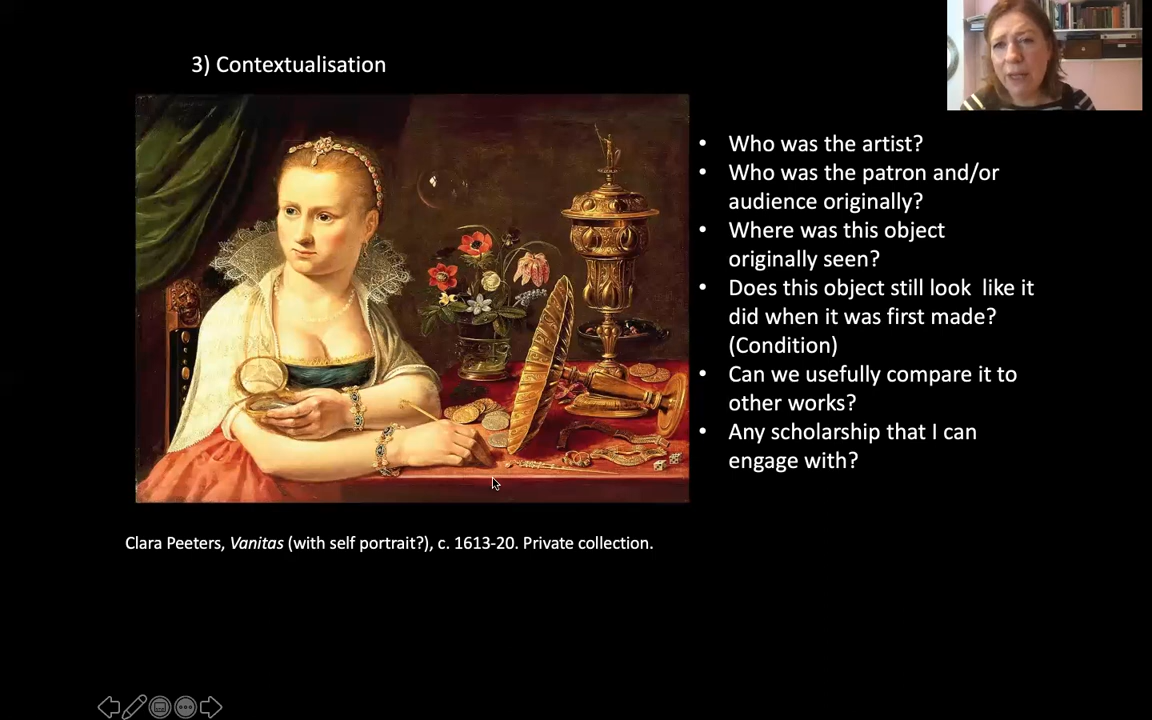 3) Contextualisation
• Who was the artist?
• Who was the patron and/or
audience originally?
• Where was this object
originally seen?
• Does this object still look like it
did when it was first made?
(Condition)
• Can we usefully compare it to
other works?
• Any scholarship that I can
engage with?
Clara Peeters, Vanitas (with self portrait?), c. 1613-20. Private collection.